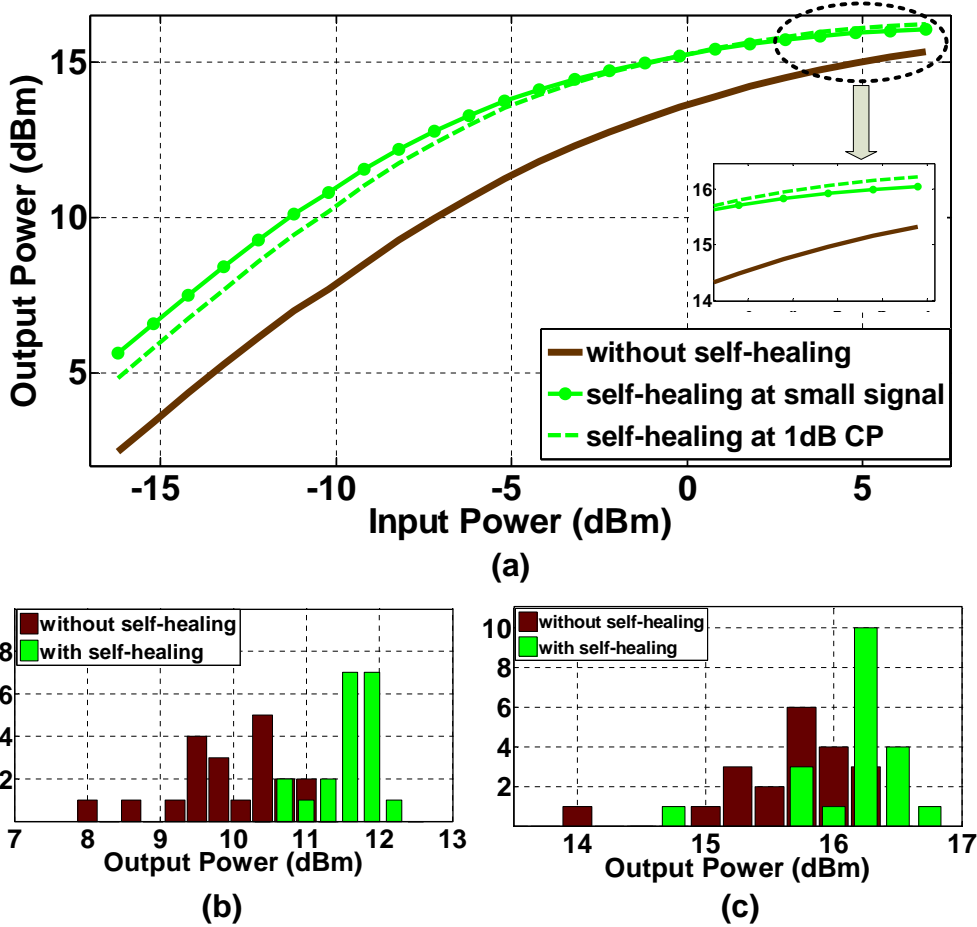 Output Power (dBm)
15
10
5
16
15
14
without self-healing
self-healing at small signal
self-healing at 1dB CP
-15
-10
-5
0
5
Input Power (dBm)
(a)
without self-healing
with self-healing
8
6
4
2
7
8
9
10
11
12
13
Output Power (dBm)
(b)
without self-healing
with self-healing
10
8
6
4
2
14
15
16
17
Output Power (dBm)
(c)